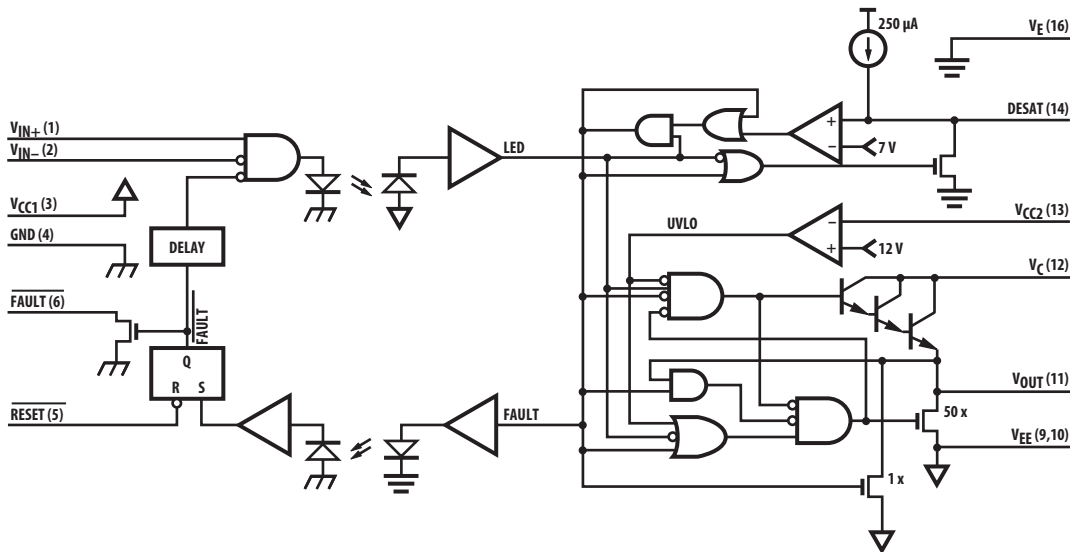 250 µA
V_E (16)
DESAT (14)
7 V
V_IN+ (1)
V_IN– (2)
LED
V_CC1 (3)
GND (4)
DELAY
UVLO
V_CC2 (13)
12 V
V_C (12)
FAULT (6)
FAULT
Q
R S
RESET (5)
FAULT
V_OUT (11)
50 x
V_EE (9,10)
1 x